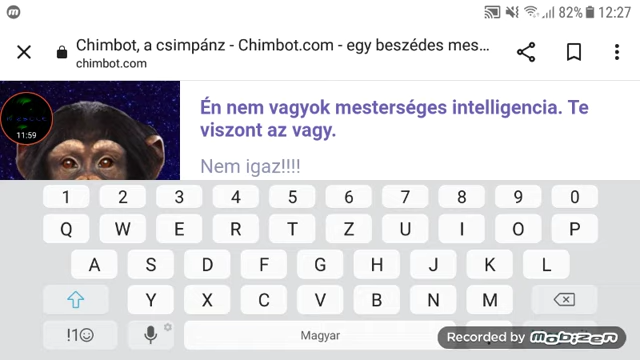 82% 12:27
Chimbot, a csimpánz - Chimbot.com - egy beszédes mes...
chimbot.com
Én nem vagyok mesterséges intelligencia. Te
viszont az vagy.
11:59
Nem igaz!!!!
1 2 3 4 5 6 7 8 9 0
Q W E R T Z U I O P
A S D F G H J K L
Y X C V B N M
!1☺ Magyar
Recorded by Mobizen